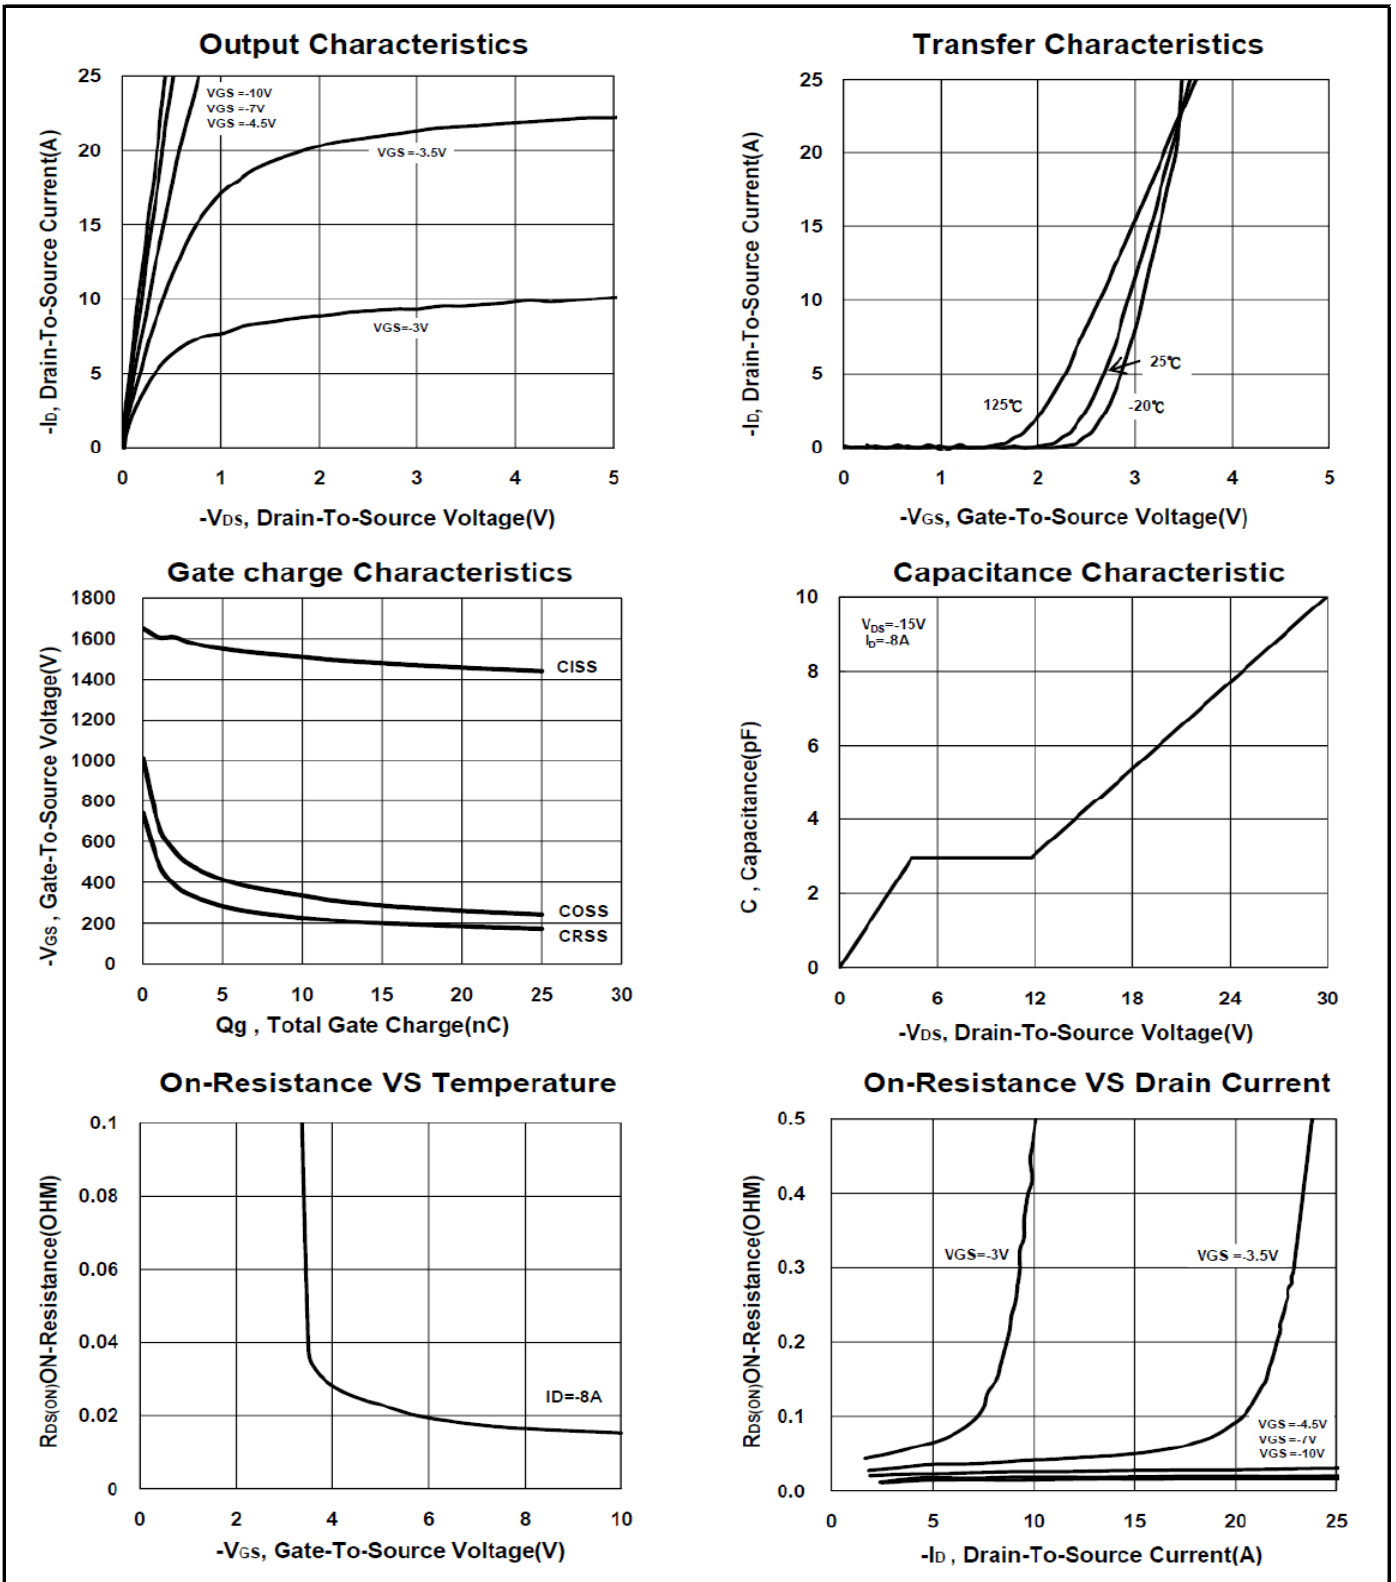 Output Characteristics
25
20
15
10
5
0
0 1 2 3 4 5
VGS =-10V
VGS =-7V
VGS =-4.5V
VGS =-3.5V
VGS=-3V
-ID, Drain-To-Source Current(A)
-VDS, Drain-To-Source Voltage(V)
Transfer Characteristics
25
20
15
10
5
0
0 1 2 3 4 5
125℃
25℃
-20℃
-ID, Drain-To-Source Current(A)
-VGS, Gate-To-Source Voltage(V)
Gate charge Characteristics
1800
1600
1400
1200
1000
800
600
400
200
0
0 5 10 15 20 25 30
CISS
COSS
CRSS
-VGS , Gate-To-Source Voltage(V)
Qg , Total Gate Charge(nC)
Capacitance Characteristic
10
8
6
4
2
0
0 6 12 18 24 30
VDS=-15V
ID=-8A
C , Capacitance(pF)
-VDS, Drain-To-Source Voltage(V)
On-Resistance VS Temperature
0.1
0.08
0.06
0.04
0.02
0
0 2 4 6 8 10
ID=-8A
RDS(ON)ON-Resistance(OHM)
-VGS, Gate-To-Source Voltage(V)
On-Resistance VS Drain Current
0.5
0.4
0.3
0.2
0.1
0.0
0 5 10 15 20 25
VGS=-3V
VGS =-3.5V
VGS=-4.5V
VGS=-7V
VGS =-10V
RDS(ON)ON-Resistance(OHM)
-ID , Drain-To-Source Current(A)